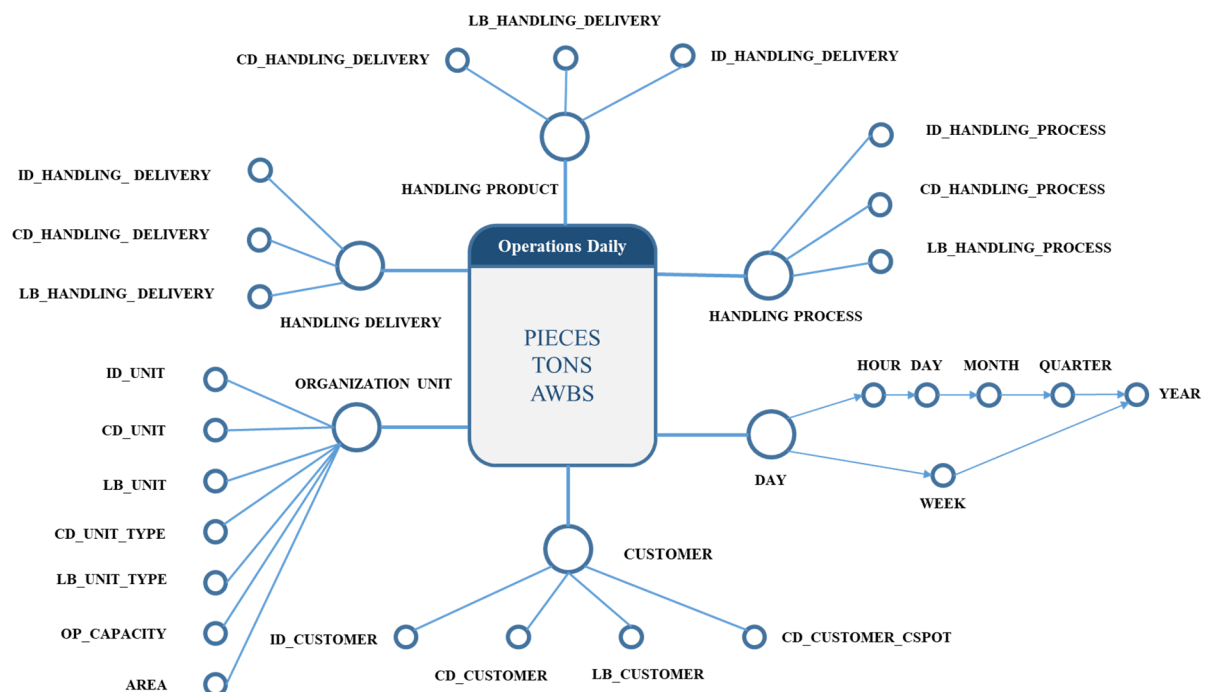 LB_HANDLING_DELIVERY
CD_HANDLING_DELIVERY
ID_HANDLING_DELIVERY
HANDLING PRODUCT
ID_HANDLING_PROCESS
CD_HANDLING_PROCESS
LB_HANDLING_PROCESS
HANDLING PROCESS
ID_HANDLING_ DELIVERY
CD_HANDLING_ DELIVERY
LB_HANDLING_ DELIVERY
HANDLING DELIVERY
Operations Daily
PIECES
TONS
AWBS
ORGANIZATION UNIT
ID_UNIT
CD_UNIT
LB_UNIT
CD_UNIT_TYPE
LB_UNIT_TYPE
OP_CAPACITY
AREA
HOUR
DAY
MONTH
QUARTER
YEAR
DAY
WEEK
CUSTOMER
ID_CUSTOMER
CD_CUSTOMER
LB_CUSTOMER
CD_CUSTOMER_CSPOT